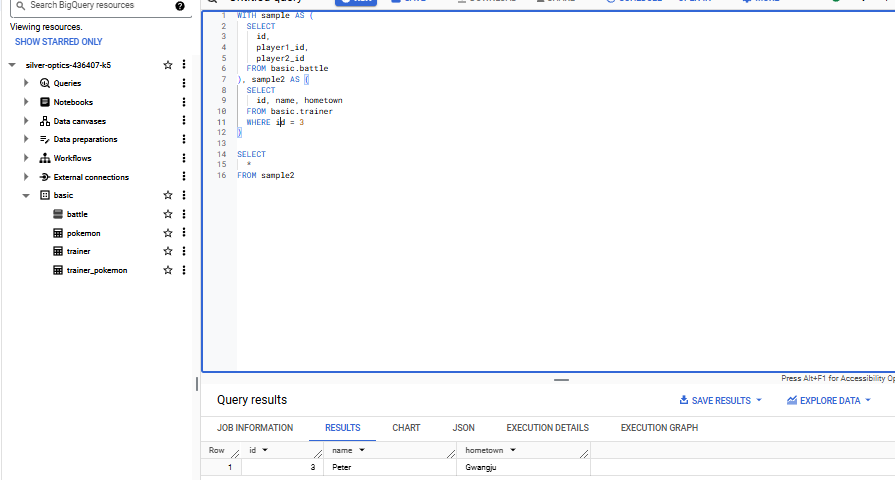 Search BigQuery resources
Viewing resources.
SHOW STARRED ONLY
silver-optics-436407-k5
Queries
Notebooks
Data canvases
Data preparations
Workflows
External connections
basic
battle
pokemon
trainer
trainer_pokemon
1 WITH sample AS (
2 SELECT
3 id,
4 player1_id,
5 player2_id
6 FROM basic.battle
7 ), sample2 AS (
8 SELECT
9 id, name, hometown
10 FROM basic.trainer
11 WHERE id = 3
12 )
13
14 SELECT
15 *
16 FROM sample2
Press Alt+F1 for Accessibility
Query results
SAVE RESULTS
EXPLORE DATA
JOB INFORMATION RESULTS CHART JSON EXECUTION DETAILS EXECUTION GRAPH
Row id name hometown
1 3 Peter Gwangju